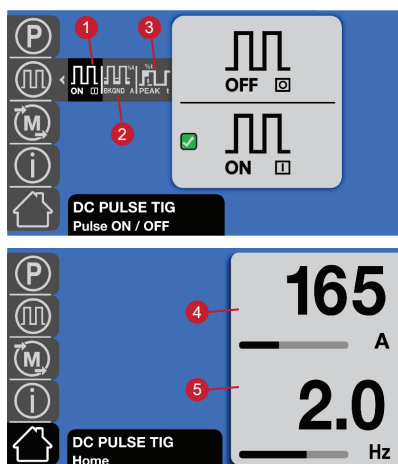 1
3
P
ON
BKGND
%A
A
%t
PEAK
t
OFF
2
M
ON
i
DC PULSE TIG
Pulse ON / OFF
P
165
4
A
M
5
2.0
i
DC PULSE TIG
Home
Hz